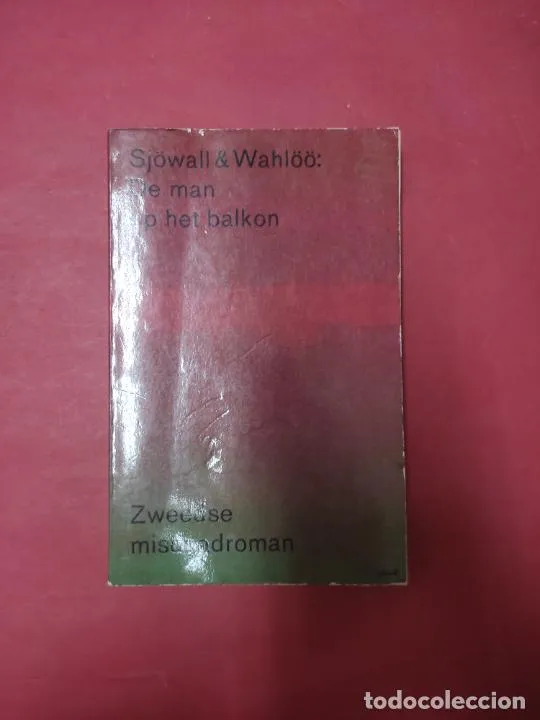 Sjöwall & Wahlöö:
De man
op het balkon
Zweedse
misdaadroman
todocoleccion